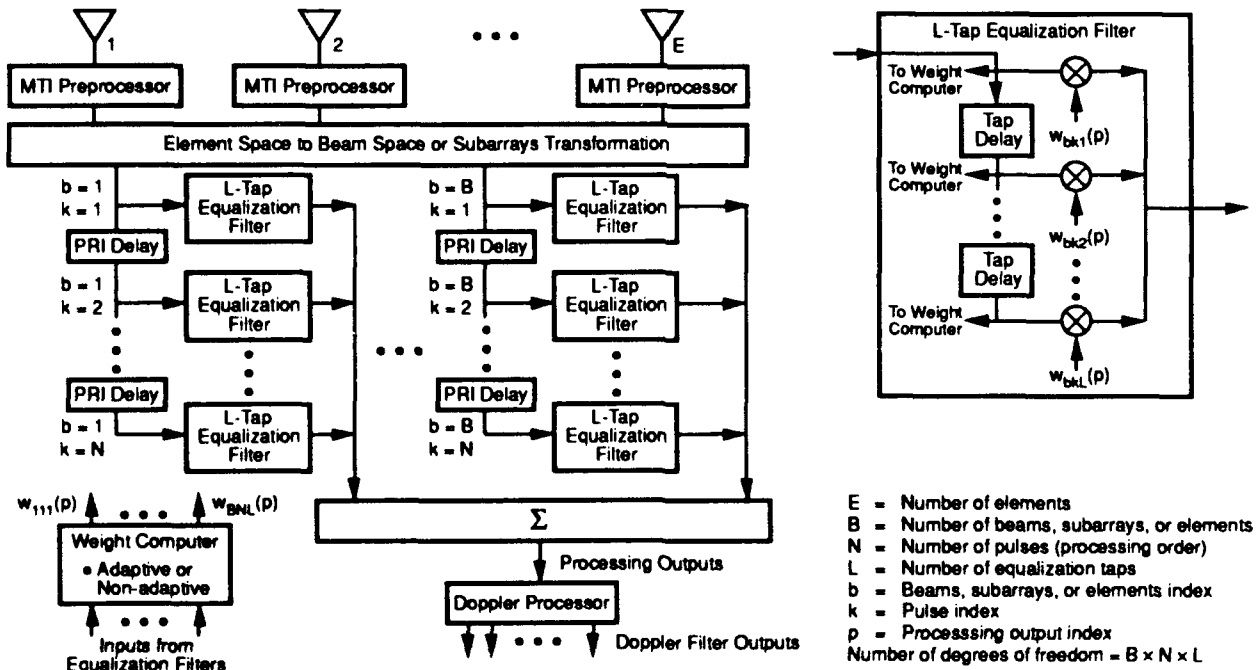 1
2
E
MTI Preprocessor
MTI Preprocessor
MTI Preprocessor
Element Space to Beam Space or Subarrays Transformation
b = 1
k = 1
L-Tap
Equalization
Filter
PRI Delay
b = 1
k = 2
L-Tap
Equalization
Filter
PRI Delay
b = 1
k = N
L-Tap
Equalization
Filter
b = B
k = 1
L-Tap
Equalization
Filter
PRI Delay
b = B
k = 2
L-Tap
Equalization
Filter
PRI Delay
b = B
k = N
L-Tap
Equalization
Filter
w111(p)
wBNL(p)
Weight Computer
• Adaptive or
Non-adaptive
Inputs from
Equalization Filters
Σ
Processing Outputs
Doppler Processor
Doppler Filter Outputs
L-Tap Equalization Filter
To Weight
Computer
Tap
Delay
wbk1(p)
To Weight
Computer
wbk2(p)
Tap
Delay
To Weight
Computer
wbkL(p)
E = Number of elements
B = Number of beams, subarrays, or elements
N = Number of pulses (processing order)
L = Number of equalization taps
b = Beams, subarrays, or elements index
k = Pulse index
p = Processsing output index
Number of degrees of freedom = B × N × L